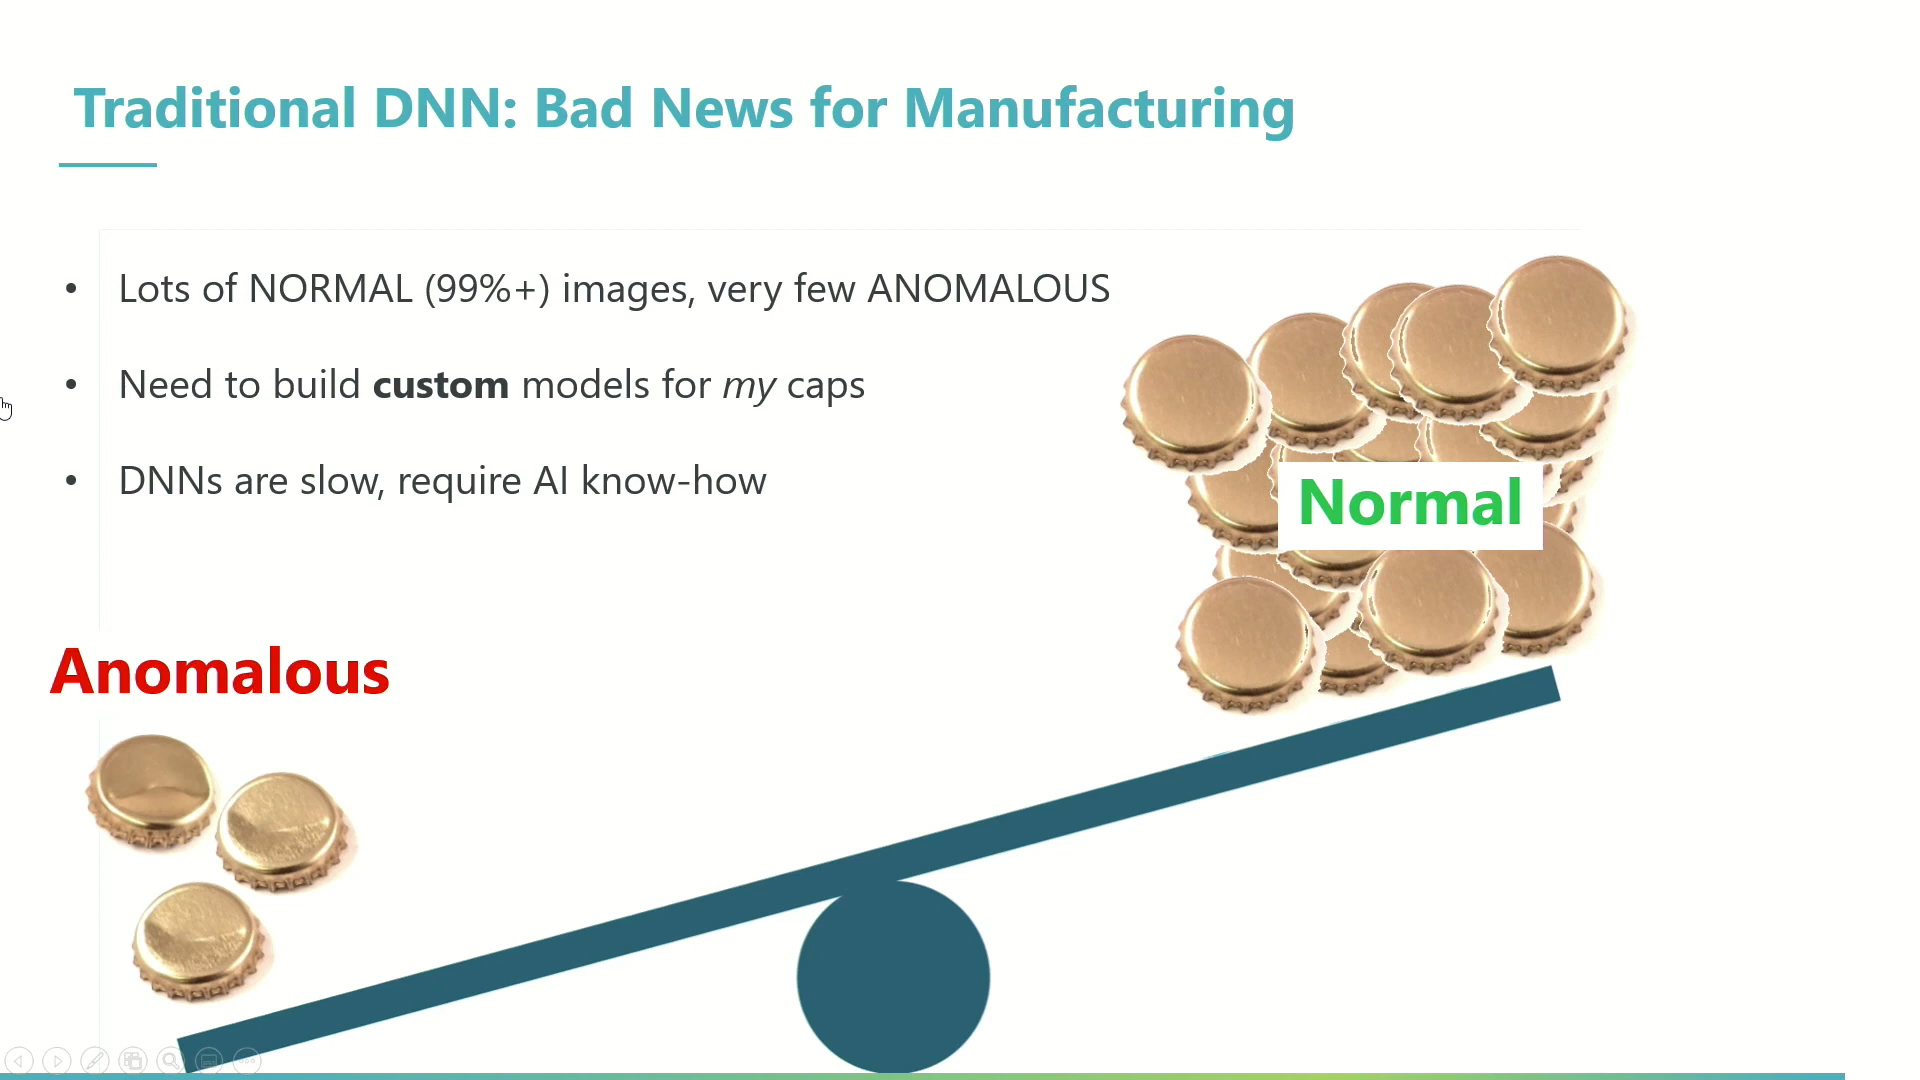 Traditional DNN: Bad News for Manufacturing
• Lots of NORMAL (99%+) images, very few ANOMALOUS
• Need to build custom models for my caps
• DNNs are slow, require AI know-how
Normal
Anomalous